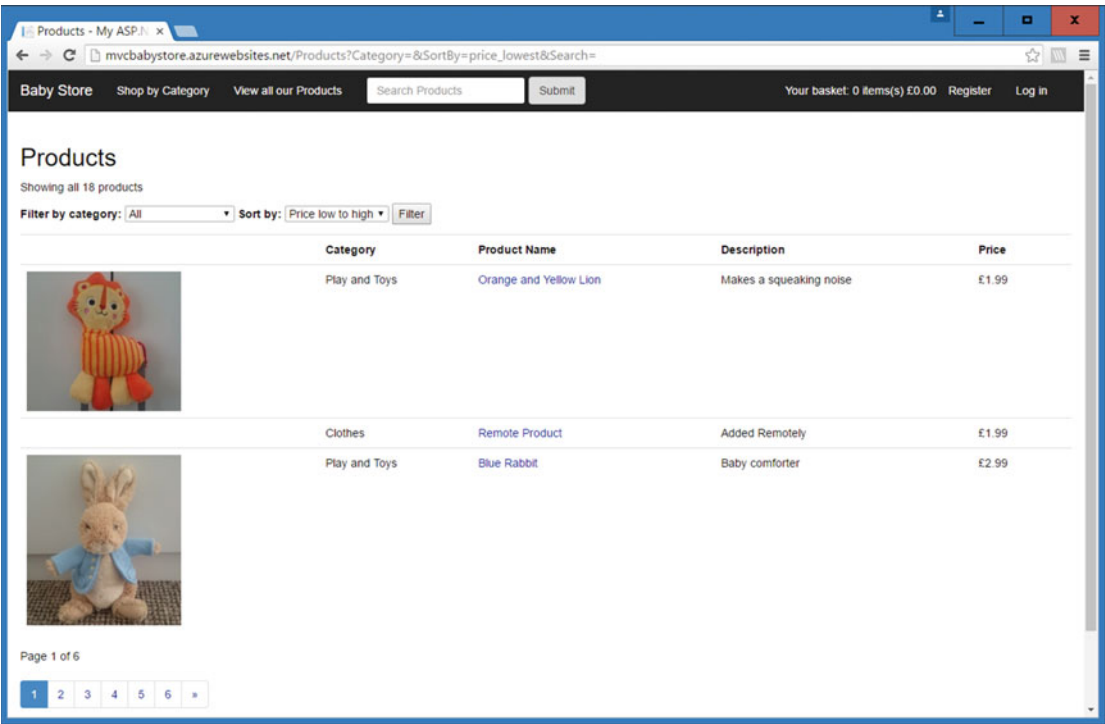 Products - My ASP.N
mvcbabystore.azurewebsites.net/Products?Category=&SortBy=price_lowest&Search=
Baby Store Shop by Category View all our Products Search Products Submit Your basket: 0 items(s) £0.00 Register Log in
Products
Showing all 18 products
Filter by category: All Sort by: Price low to high Filter
Category Product Name Description Price
Play and Toys Orange and Yellow Lion Makes a squeaking noise £1.99
Clothes Remote Product Added Remotely £1.99
Play and Toys Blue Rabbit Baby comforter £2.99
Page 1 of 6
1 2 3 4 5 6 »